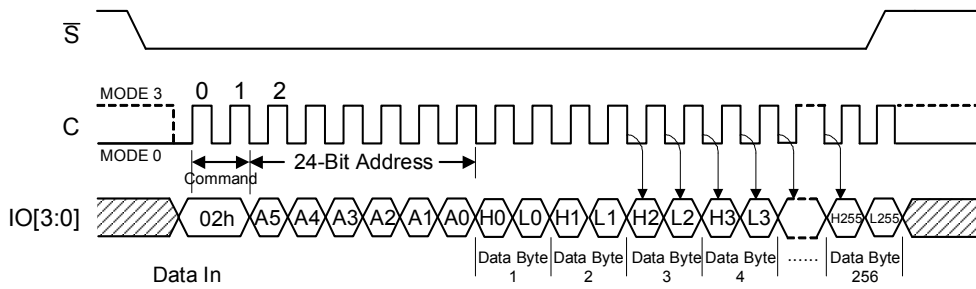 S
MODE 3
0 1 2
C
MODE 0
Command
24-Bit Address
IO[3:0]
02h A5 A4 A3 A2 A1 A0 H0 L0 H1 L1 H2 L2 H3 L3 H255 L255
Data Byte 1
Data Byte 2
Data Byte 3
Data Byte 4
......
Data Byte 256
Data In